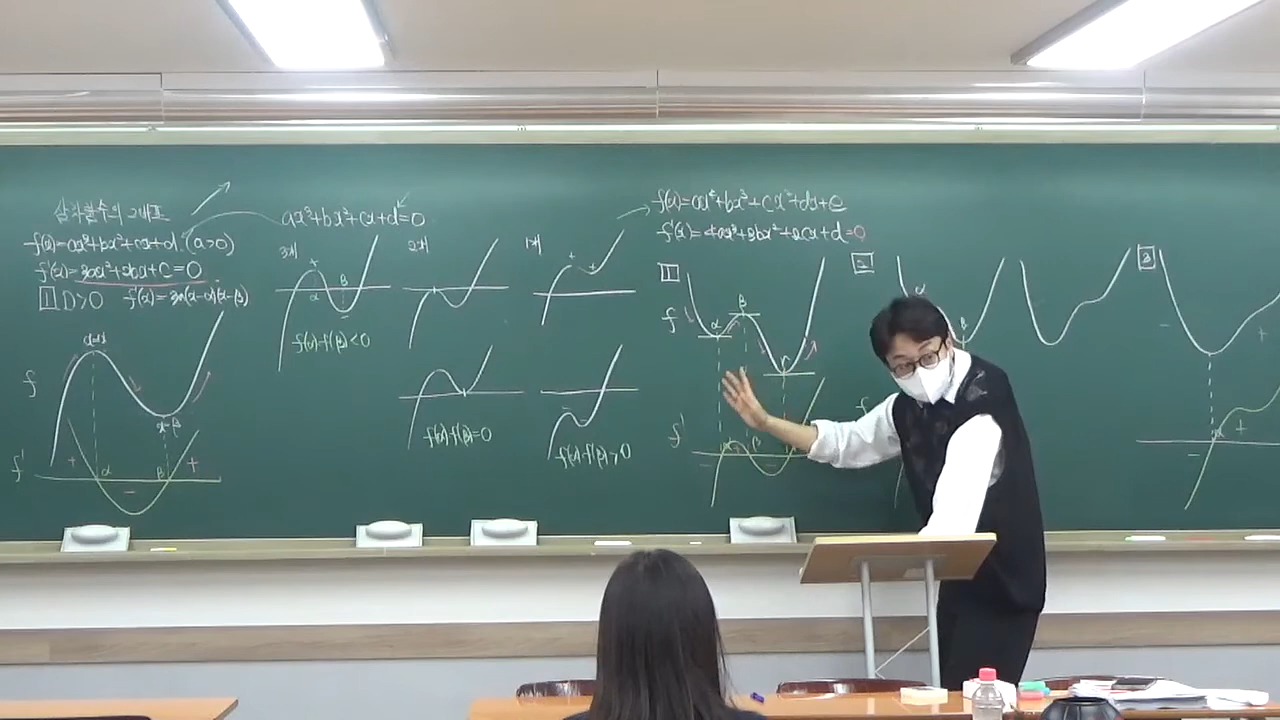 삼차함수의 그래프
f(x)=ax³+bx²+cx+d (a>0)
f'(x)=3ax²+2bx+c=0
1 D>0 f'(x)=3a(x-α)(x-β)
x=α
f
x=β
f'
+
α
-
β
+
ax³+bx²+cx+d=0
3개
+
α
β
-
f(α)·f(β)<0
2개
f(α)·f(β)=0
1개
+
+
-
-
f(α)·f(β)>0
f(x)=ax⁴+bx³+cx²+dx+e
f'(x)=4ax³+3bx²+2cx+d=0
1
f
α
β
f'
-
α
β
2
α
β
3
-
+
α
+
-